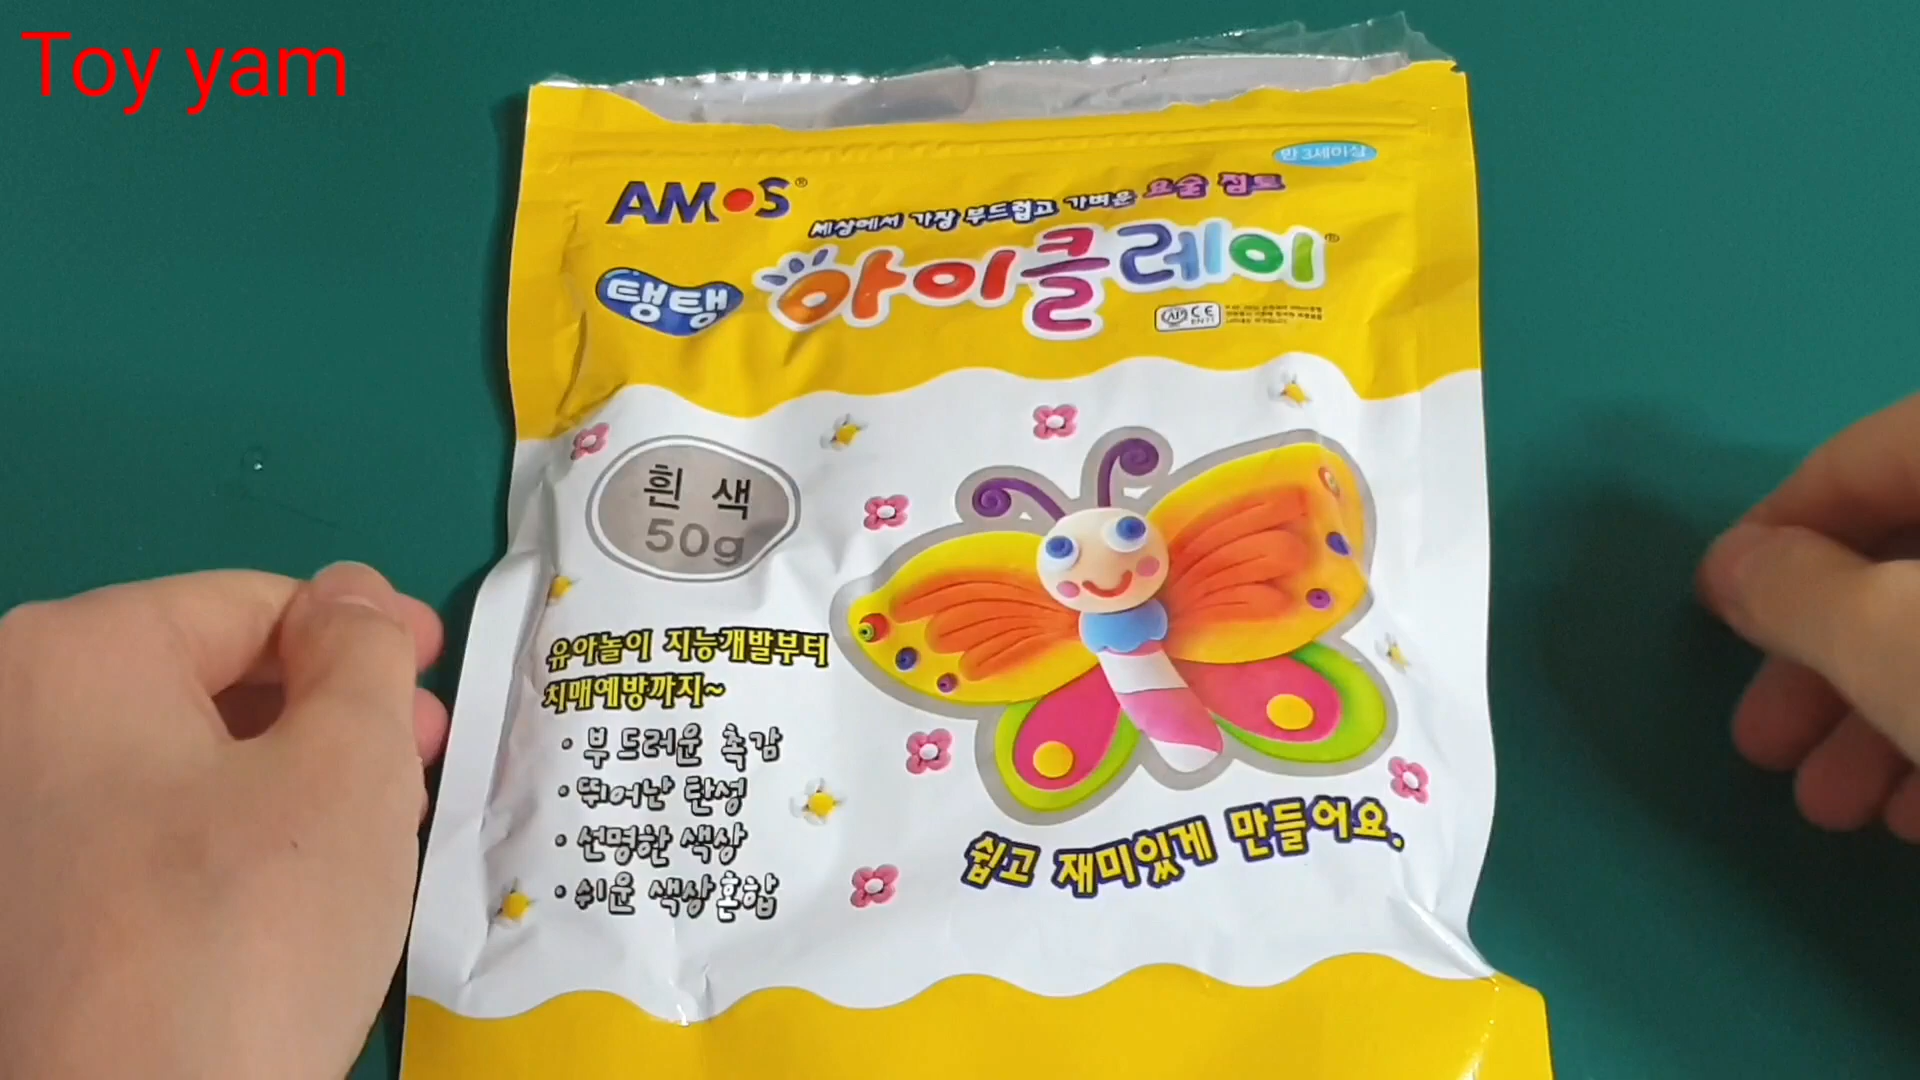 Toy yam
만 3세이상
AMOS®
세상에서 가장 부드럽고 가벼운 요술 점토
탱탱 아이클레이®
AP CE
EN71
흰 색
50g
유아놀이 지능개발부터
치매예방까지~
· 부드러운 촉감
· 뛰어난 탄성
· 선명한 색상
· 쉬운 색상혼합
쉽고 재미있게 만들어요.